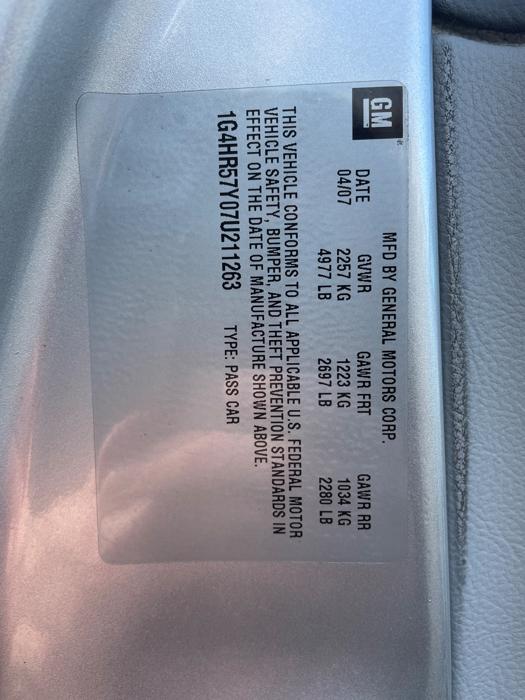 GM
MFD BY GENERAL MOTORS CORP.
DATE GVWR GAWR FRT GAWR RR
04/07 2257 KG 1223 KG 1034 KG
4977 LB 2697 LB 2280 LB
THIS VEHICLE CONFORMS TO ALL APPLICABLE U.S. FEDERAL MOTOR
VEHICLE SAFETY, BUMPER, AND THEFT PREVENTION STANDARDS IN
EFFECT ON THE DATE OF MANUFACTURE SHOWN ABOVE.
1G4HR57Y07U211263 TYPE: PASS CAR